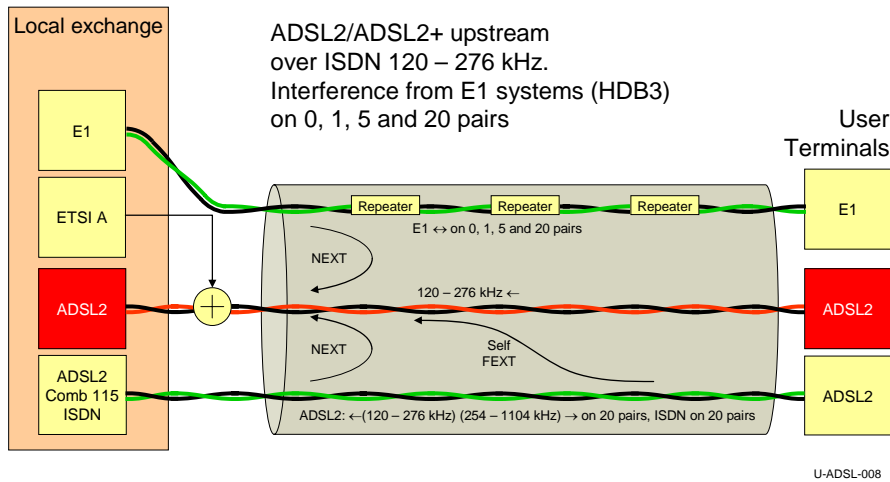 Local exchange
ADSL2/ADSL2+ upstream
over ISDN 120 – 276 kHz.
Interference from E1 systems (HDB3)
on 0, 1, 5 and 20 pairs
User
Terminals
E1
Repeater
Repeater
Repeater
E1
E1 ↔ on 0, 1, 5 and 20 pairs
ETSI A
NEXT
ADSL2
120 – 276 kHz ←
ADSL2
NEXT
Self
FEXT
ADSL2
Comb 115
ISDN
ADSL2
ADSL2: ←(120 – 276 kHz) (254 – 1104 kHz) → on 20 pairs, ISDN on 20 pairs
U-ADSL-008